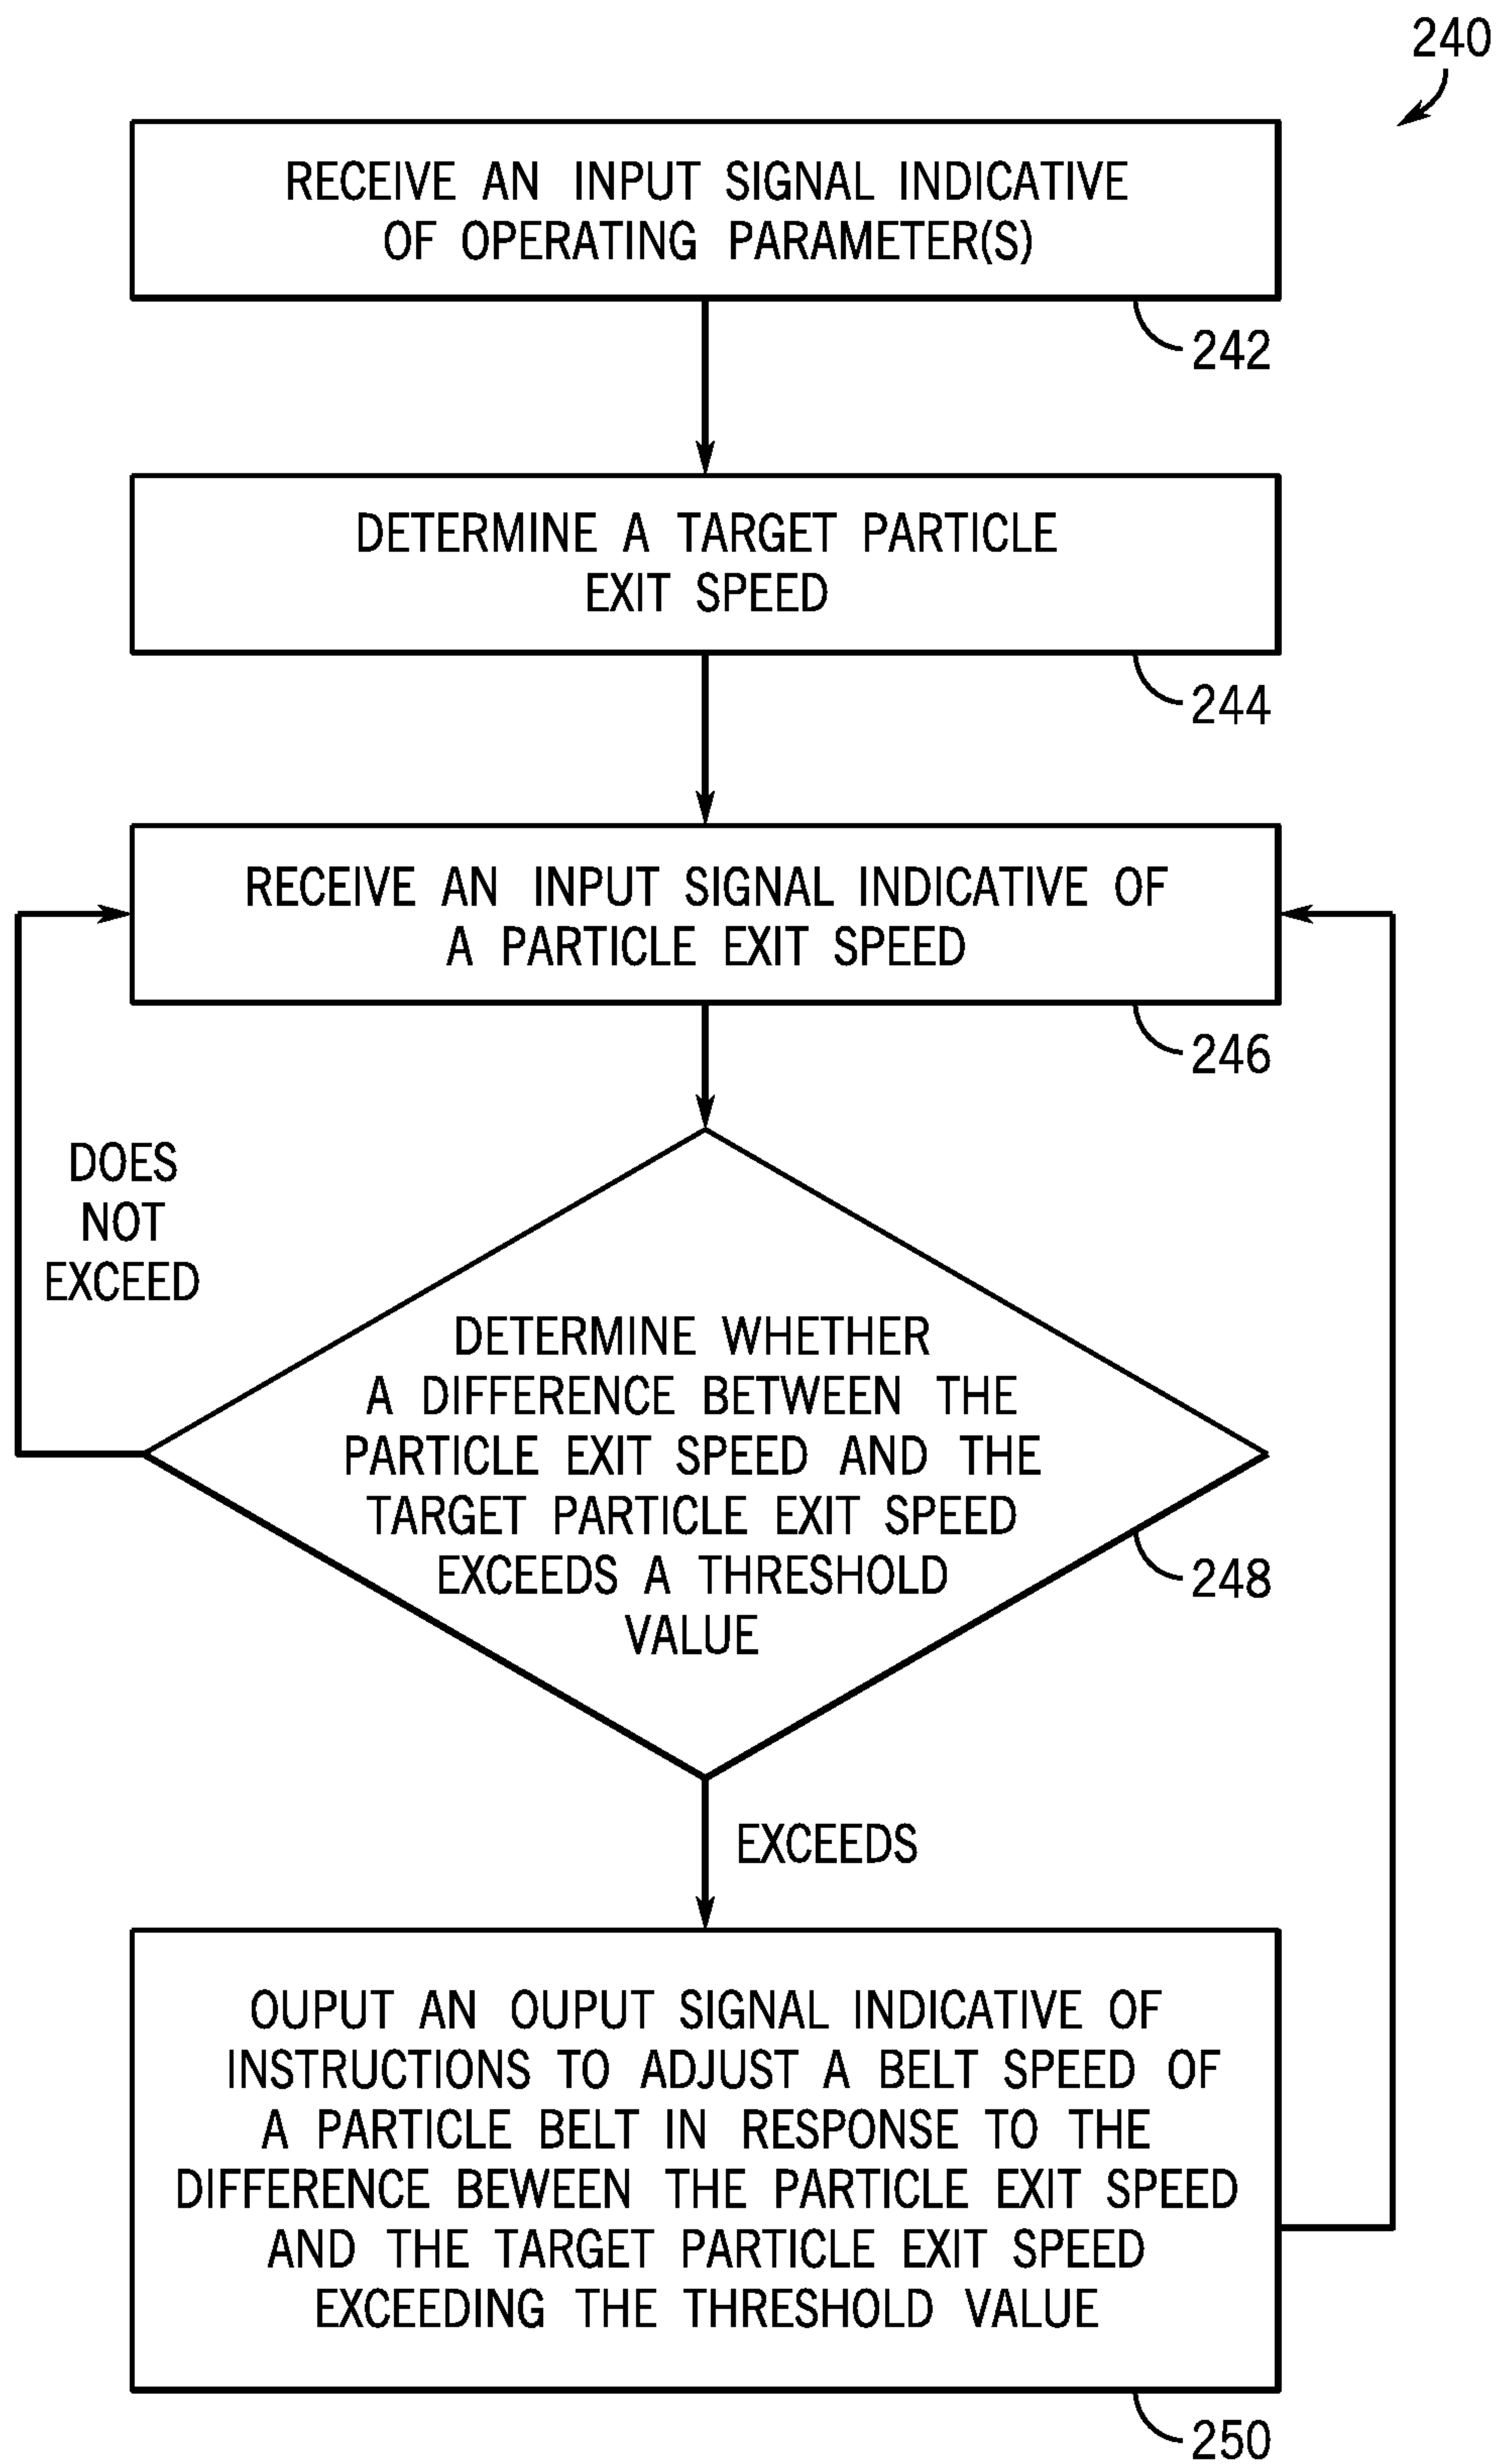 240
RECEIVE AN INPUT SIGNAL INDICATIVE
OF OPERATING PARAMETER(S)
242
DETERMINE A TARGET PARTICLE
EXIT SPEED
244
RECEIVE AN INPUT SIGNAL INDICATIVE OF
A PARTICLE EXIT SPEED
246
DOES
NOT
EXCEED
DETERMINE WHETHER
A DIFFERENCE BETWEEN THE
PARTICLE EXIT SPEED AND THE
TARGET PARTICLE EXIT SPEED
EXCEEDS A THRESHOLD
VALUE
248
EXCEEDS
OUPUT AN OUPUT SIGNAL INDICATIVE OF
INSTRUCTIONS TO ADJUST A BELT SPEED OF
A PARTICLE BELT IN RESPONSE TO THE
DIFFERENCE BEWEEN THE PARTICLE EXIT SPEED
AND THE TARGET PARTICLE EXIT SPEED
EXCEEDING THE THRESHOLD VALUE
250